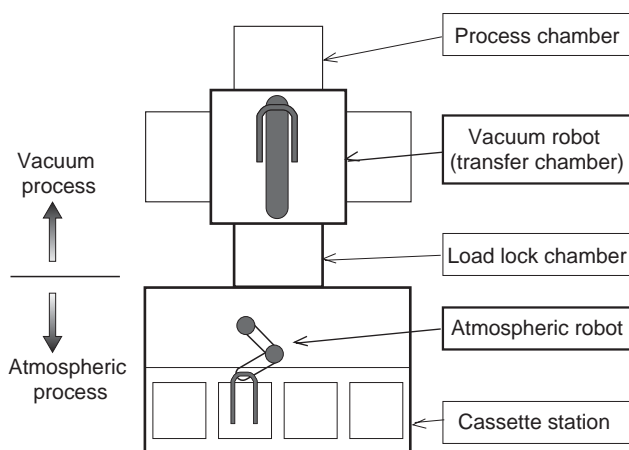 Process chamber
Vacuum robot
(transfer chamber)
Vacuum
process
Load lock chamber
Atmospheric robot
Atmospheric
process
Cassette station